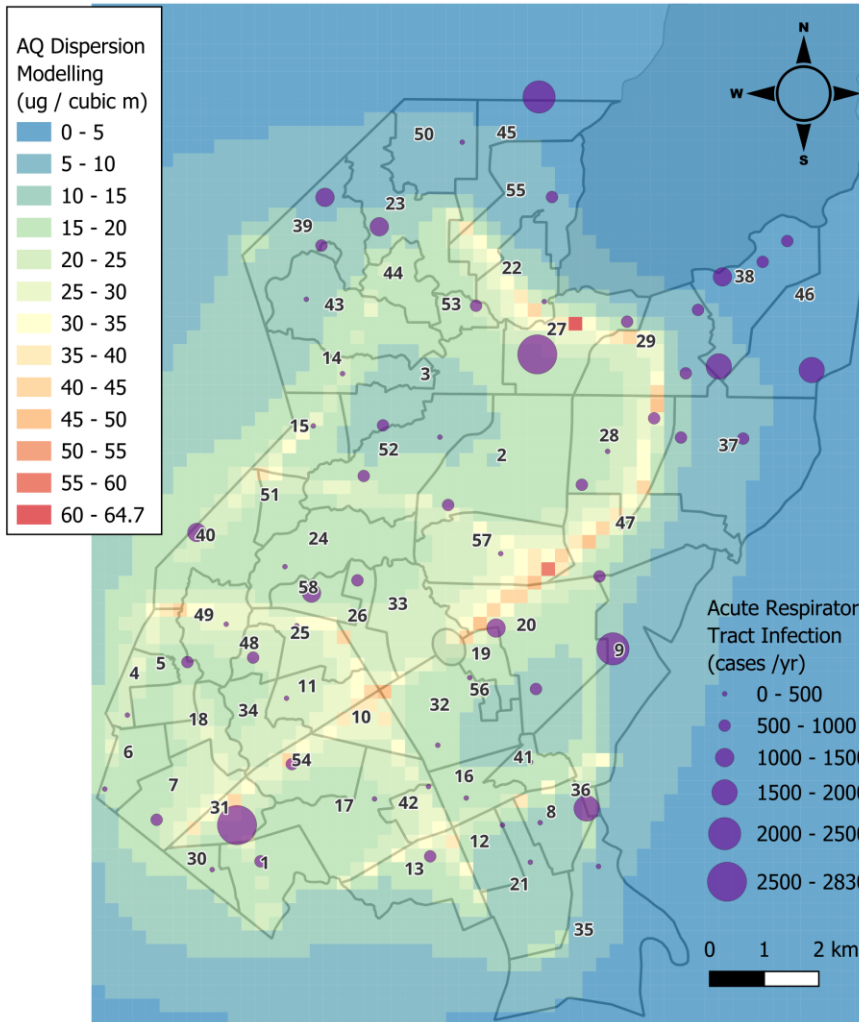 AQ Dispersion
Modelling
(ug / cubic m)
0 - 5
5 - 10
10 - 15
15 - 20
20 - 25
25 - 30
30 - 35
35 - 40
40 - 45
45 - 50
50 - 55
55 - 60
60 - 64.7
N
W
E
S
50
45
55
23
39
22
38
46
44
43
53
27
29
14
3
15
52
2
28
37
51
40
24
57
47
58
26
33
49
25
20
48
19
9
5
4
11
56
18
34
10
32
6
54
41
7
16
17
42
36
31
8
12
30
1
13
21
35
Acute Respirator
Tract Infection
(cases /yr)
0 - 500
500 - 1000
1000 - 1500
1500 - 2000
2000 - 2500
2500 - 2830
0 1 2 km